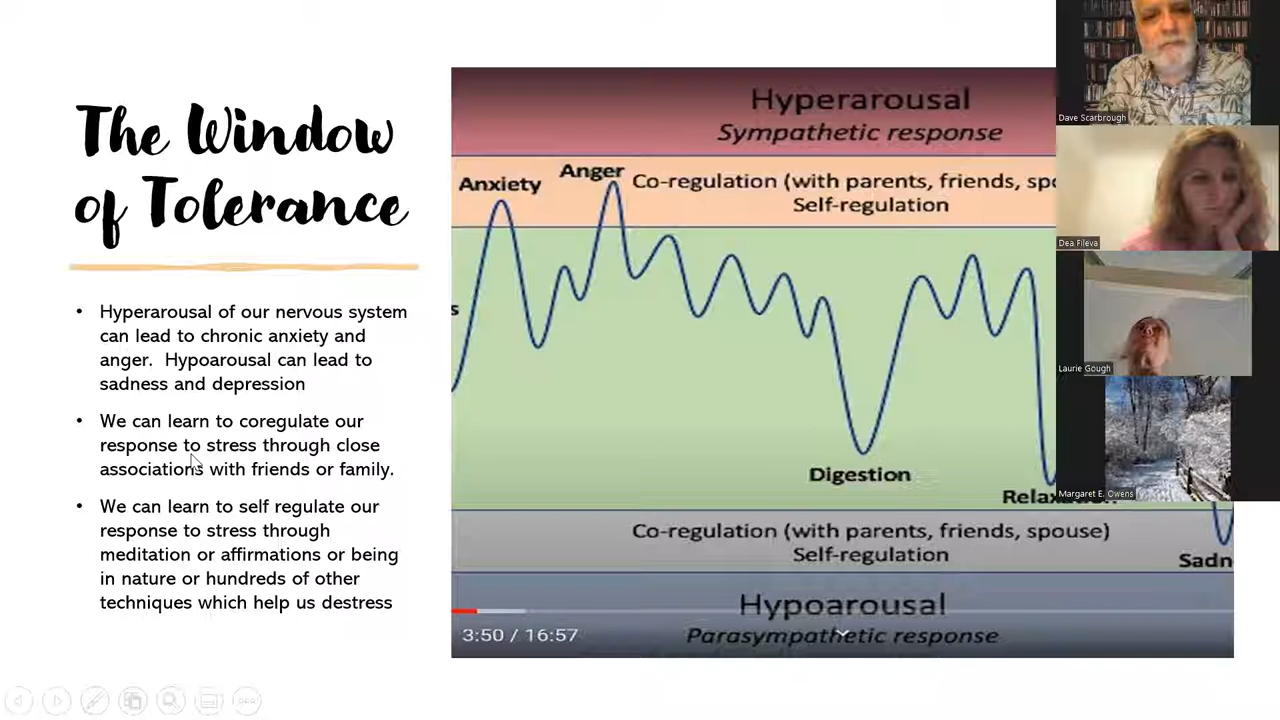 The Window
of Tolerance
• Hyperarousal of our nervous system
can lead to chronic anxiety and
anger.  Hypoarousal can lead to
sadness and depression
• We can learn to coregulate our
response to stress through close
associations with friends or family.
• We can learn to self regulate our
response to stress through
meditation or affirmations or being
in nature or hundreds of other
techniques which help us destress
Hyperarousal
Sympathetic response
Anxiety
Anger
Co-regulation (with parents, friends, spo
Self-regulation
s
Digestion
Co-regulation (with parents, friends, spouse)
Self-regulation
Sadn
Hypoarousal
3:50 / 16:57
Parasympathetic response
Dave Scarbrough
Dea Fileva
Laurie Gough
Margaret E. Owens